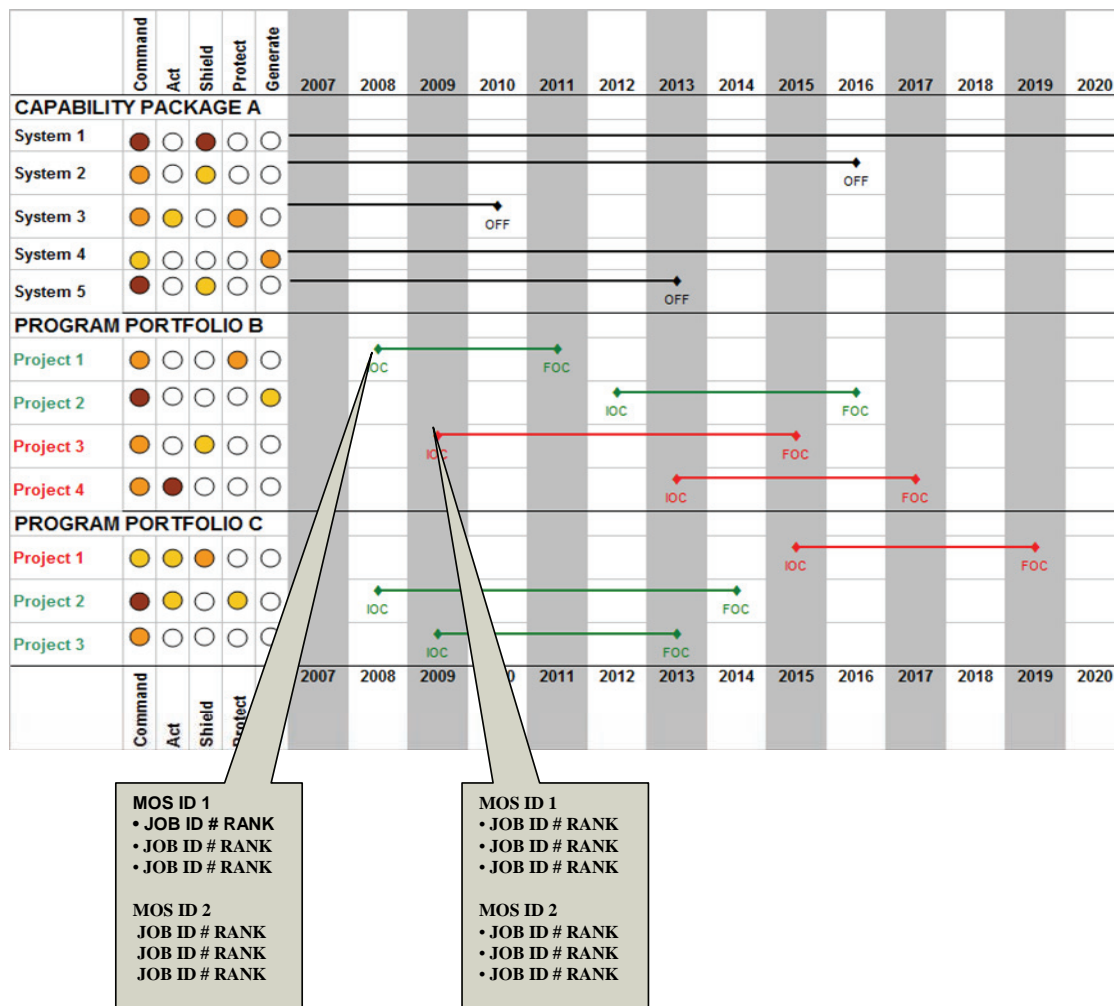 Command Act Shield Protect Generate 2007 2008 2009 2010 2011 2012 2013 2015 2016 2017 2018 2019 2020
CAPABILITY PACKAGE A
System 1
System 2
OFF
System 3
OFF
System 4
System 5
OFF
PROGRAM PORTFOLIO B
Project 1
IOC FOC
Project 2
IOC FOC
Project 3
IOC FOC
Project 4
IOC FOC
PROGRAM PORTFOLIO C
Project 1
IOC FOC
Project 2
IOC FOC
Project 3
IOC FOC
Command Act Shield Protect 2007 2008 2009 2011 2012 2013 2014 2015 2016 2017 2018 2019 2020
MOS ID 1
• JOB ID # RANK
• JOB ID # RANK
• JOB ID # RANK
MOS ID 2
JOB ID # RANK
JOB ID # RANK
JOB ID # RANK
MOS ID 1
• JOB ID # RANK
• JOB ID # RANK
• JOB ID # RANK
MOS ID 2
• JOB ID # RANK
• JOB ID # RANK
• JOB ID # RANK